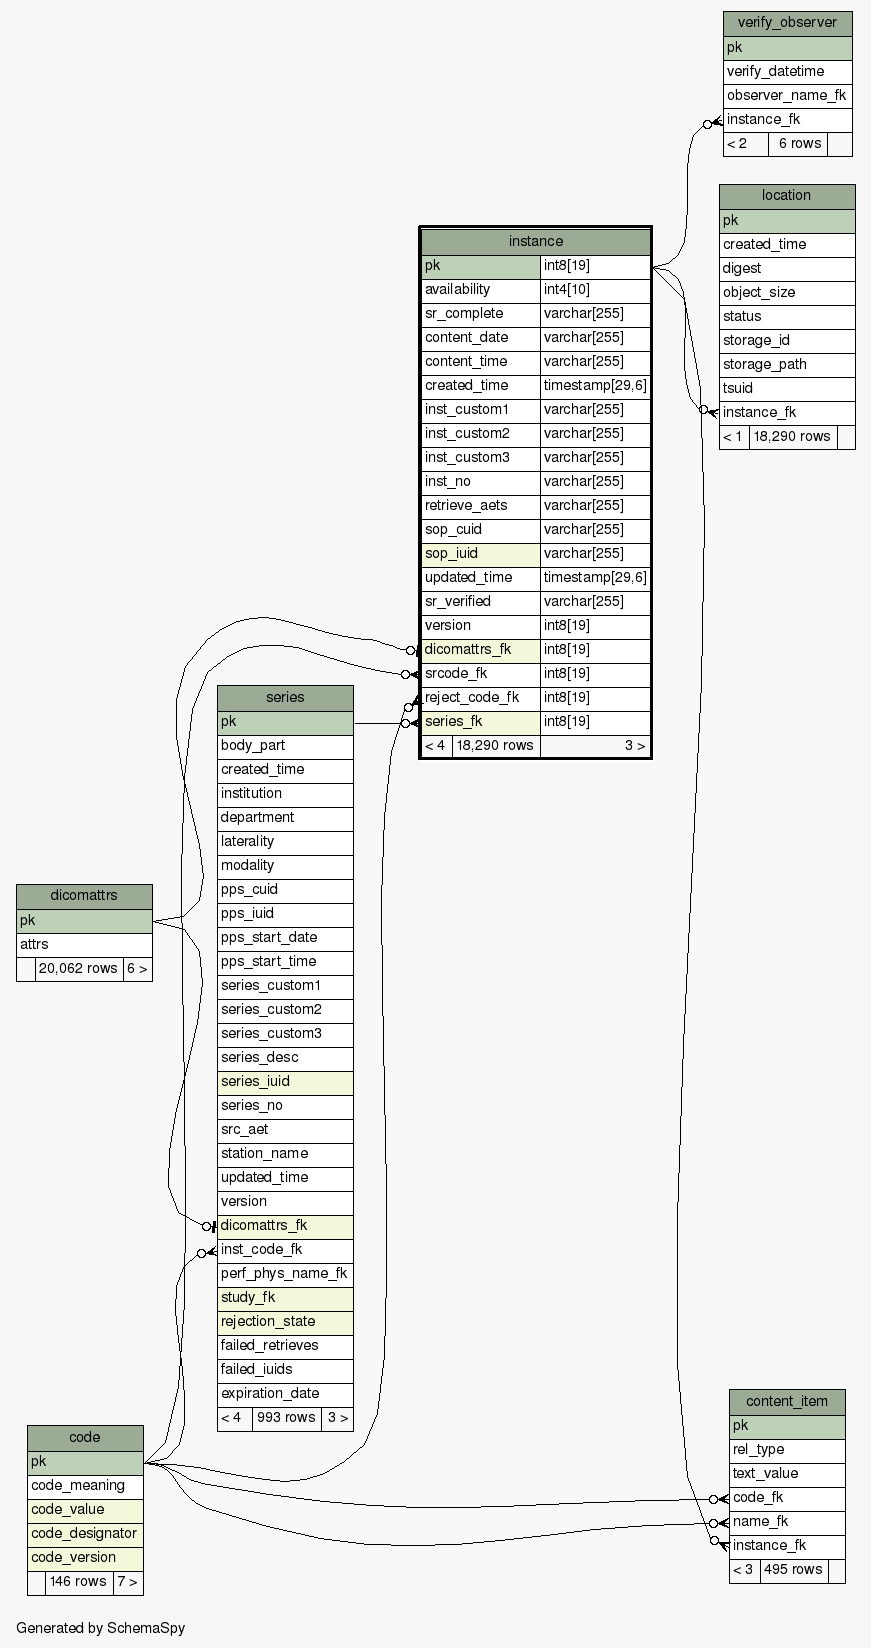 verify_observer
pk
verify_datetime
observer_name_fk
instance_fk
< 2 6 rows
location
pk
created_time
digest
object_size
status
storage_id
storage_path
tsuid
instance_fk
< 1 18,290 rows
instance
pk int8[19]
availability int4[10]
sr_complete varchar[255]
content_date varchar[255]
content_time varchar[255]
created_time timestamp[29,6]
inst_custom1 varchar[255]
inst_custom2 varchar[255]
inst_custom3 varchar[255]
inst_no varchar[255]
retrieve_aets varchar[255]
sop_cuid varchar[255]
sop_iuid varchar[255]
updated_time timestamp[29,6]
sr_verified varchar[255]
version int8[19]
dicomattrs_fk int8[19]
srcode_fk int8[19]
reject_code_fk int8[19]
series_fk int8[19]
< 4 18,290 rows 3 >
series
pk
body_part
created_time
institution
department
laterality
modality
pps_cuid
pps_iuid
pps_start_date
pps_start_time
series_custom1
series_custom2
series_custom3
series_desc
series_iuid
series_no
src_aet
station_name
updated_time
version
dicomattrs_fk
inst_code_fk
perf_phys_name_fk
study_fk
rejection_state
failed_retrieves
failed_iuids
expiration_date
< 4 993 rows 3 >
dicomattrs
pk
attrs
20,062 rows 6 >
code
pk
code_meaning
code_value
code_designator
code_version
146 rows 7 >
content_item
pk
rel_type
text_value
code_fk
name_fk
instance_fk
< 3 495 rows
Generated by SchemaSpy